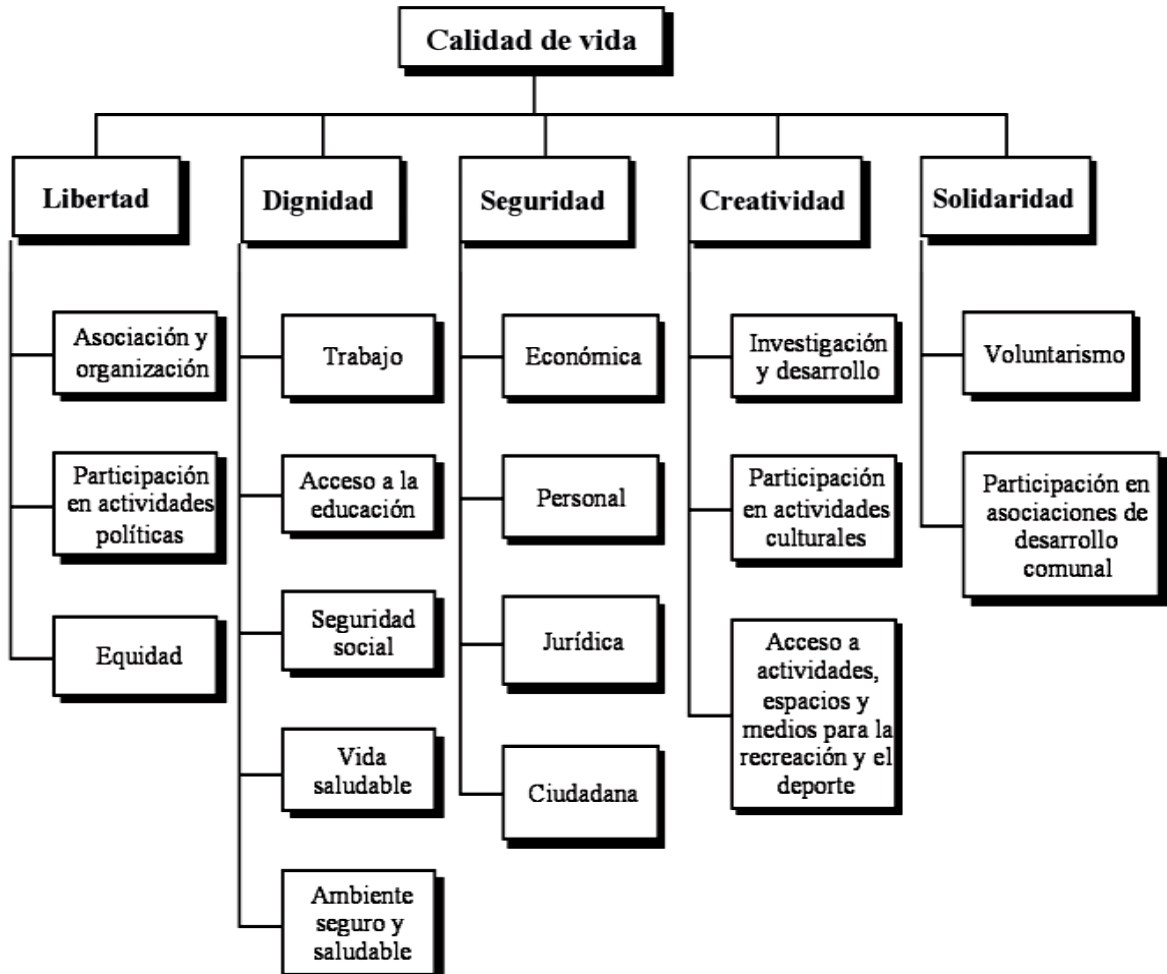 Calidad de vida
Libertad
Asociación y
organización
Participación
en actividades
políticas
Equidad
Dignidad
Trabajo
Acceso a la
educación
Seguridad
social
Vida
saludable
Ambiente
seguro y
saludable
Seguridad
Económica
Personal
Jurídica
Ciudadana
Creatividad
Investigación
y desarrollo
Participación
en actividades
culturales
Acceso a
actividades,
espacios y
medios para la
recreación y el
deporte
Solidaridad
Voluntarismo
Participación en
asociaciones de
desarrollo
comunal